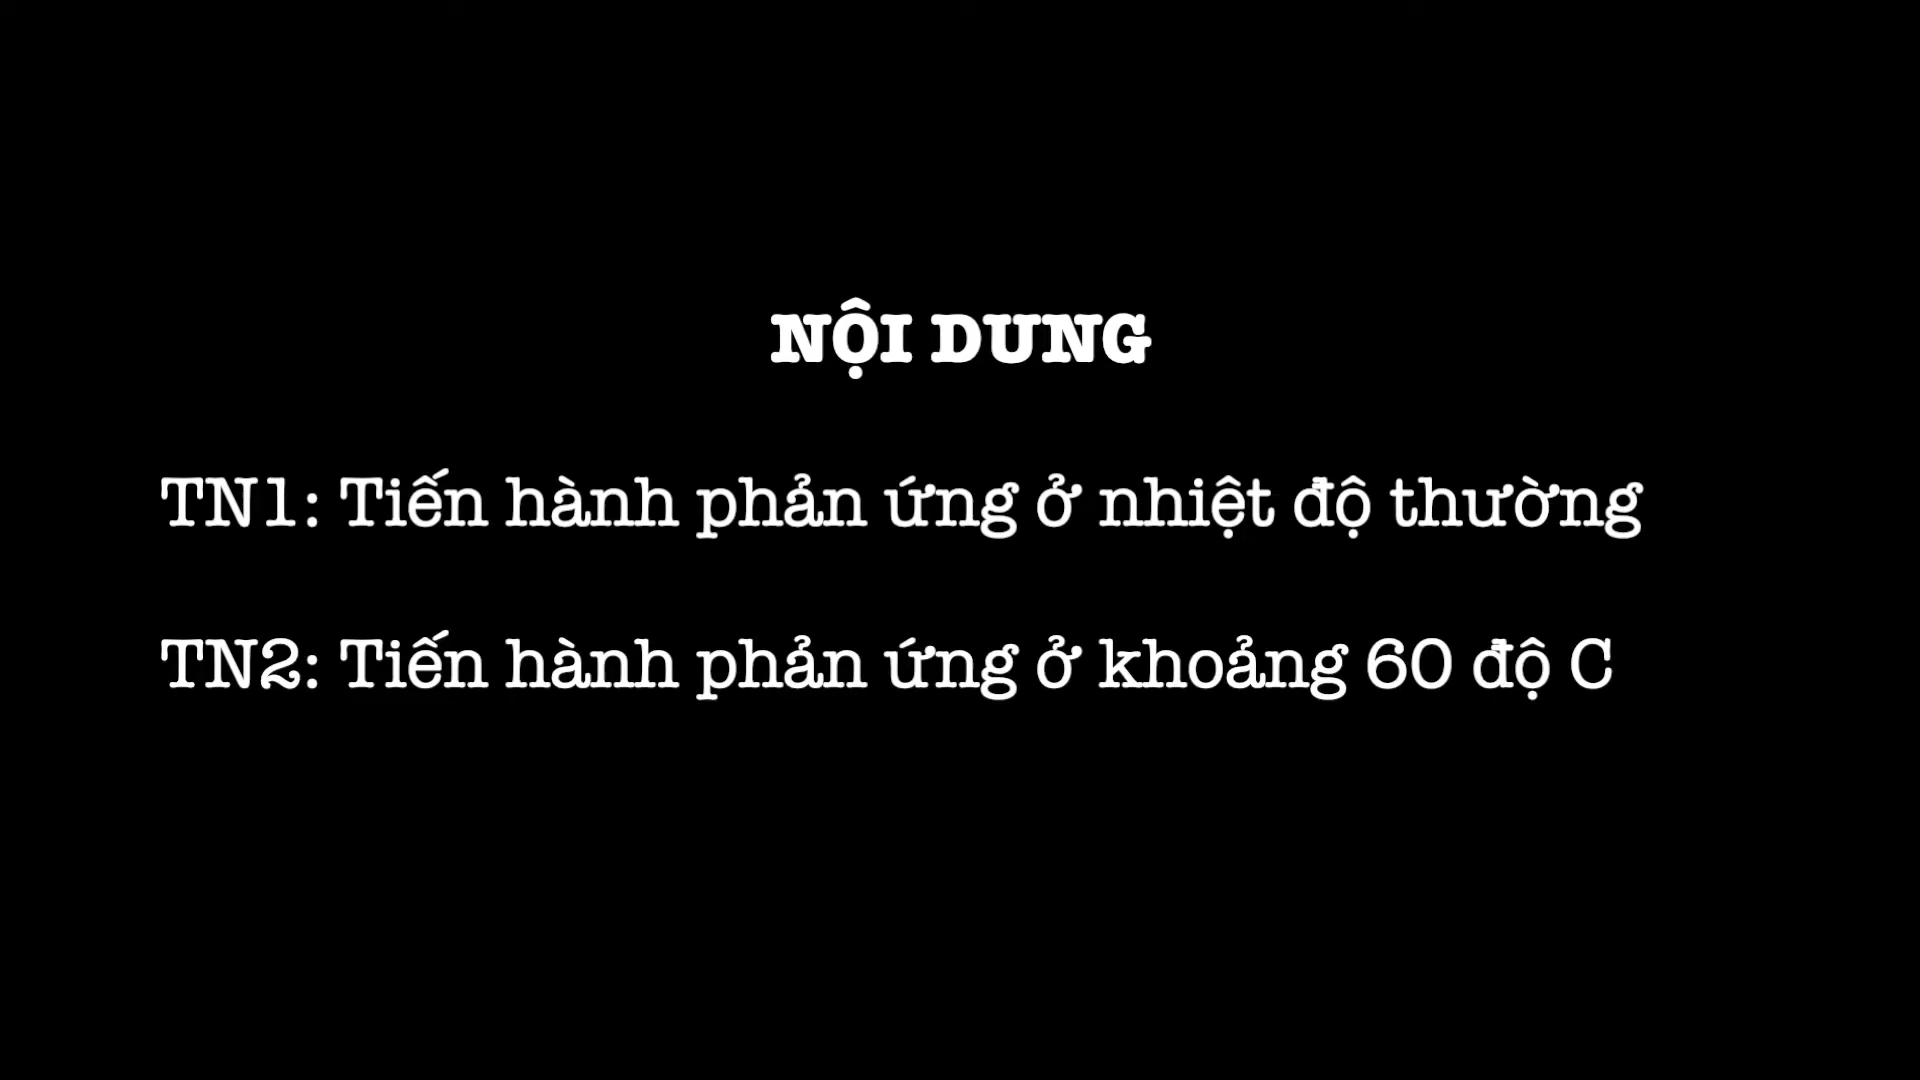 NỘI DUNG
TN1: Tiến hành phản ứng ở nhiệt độ thường
TN2: Tiến hành phản ứng ở khoảng 60 độ C